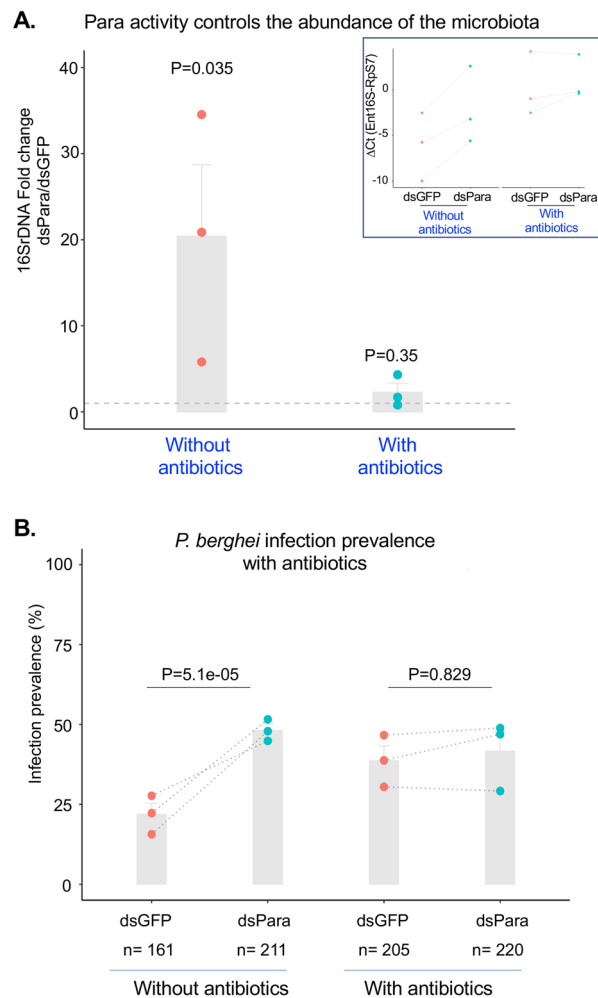 A.
Para activity controls the abundance of the microbiota
16SrDNA Fold change
dsPara/dsGFP
40
30
20
10
0
P=0.035
P=0.35
Without
antibiotics
With
antibiotics
ΔCt (Ent16S-RpS7)
0
-5
-10
dsGFP dsPara dsGFP dsPara
Without
antibiotics
With
antibiotics
B.
P. berghei infection prevalence
with antibiotics
Infection prevalence (%)
100
75
50
25
0
P=5.1e-05
P=0.829
dsGFP dsPara dsGFP dsPara
n= 161 n= 211 n= 205 n= 220
Without antibiotics With antibiotics